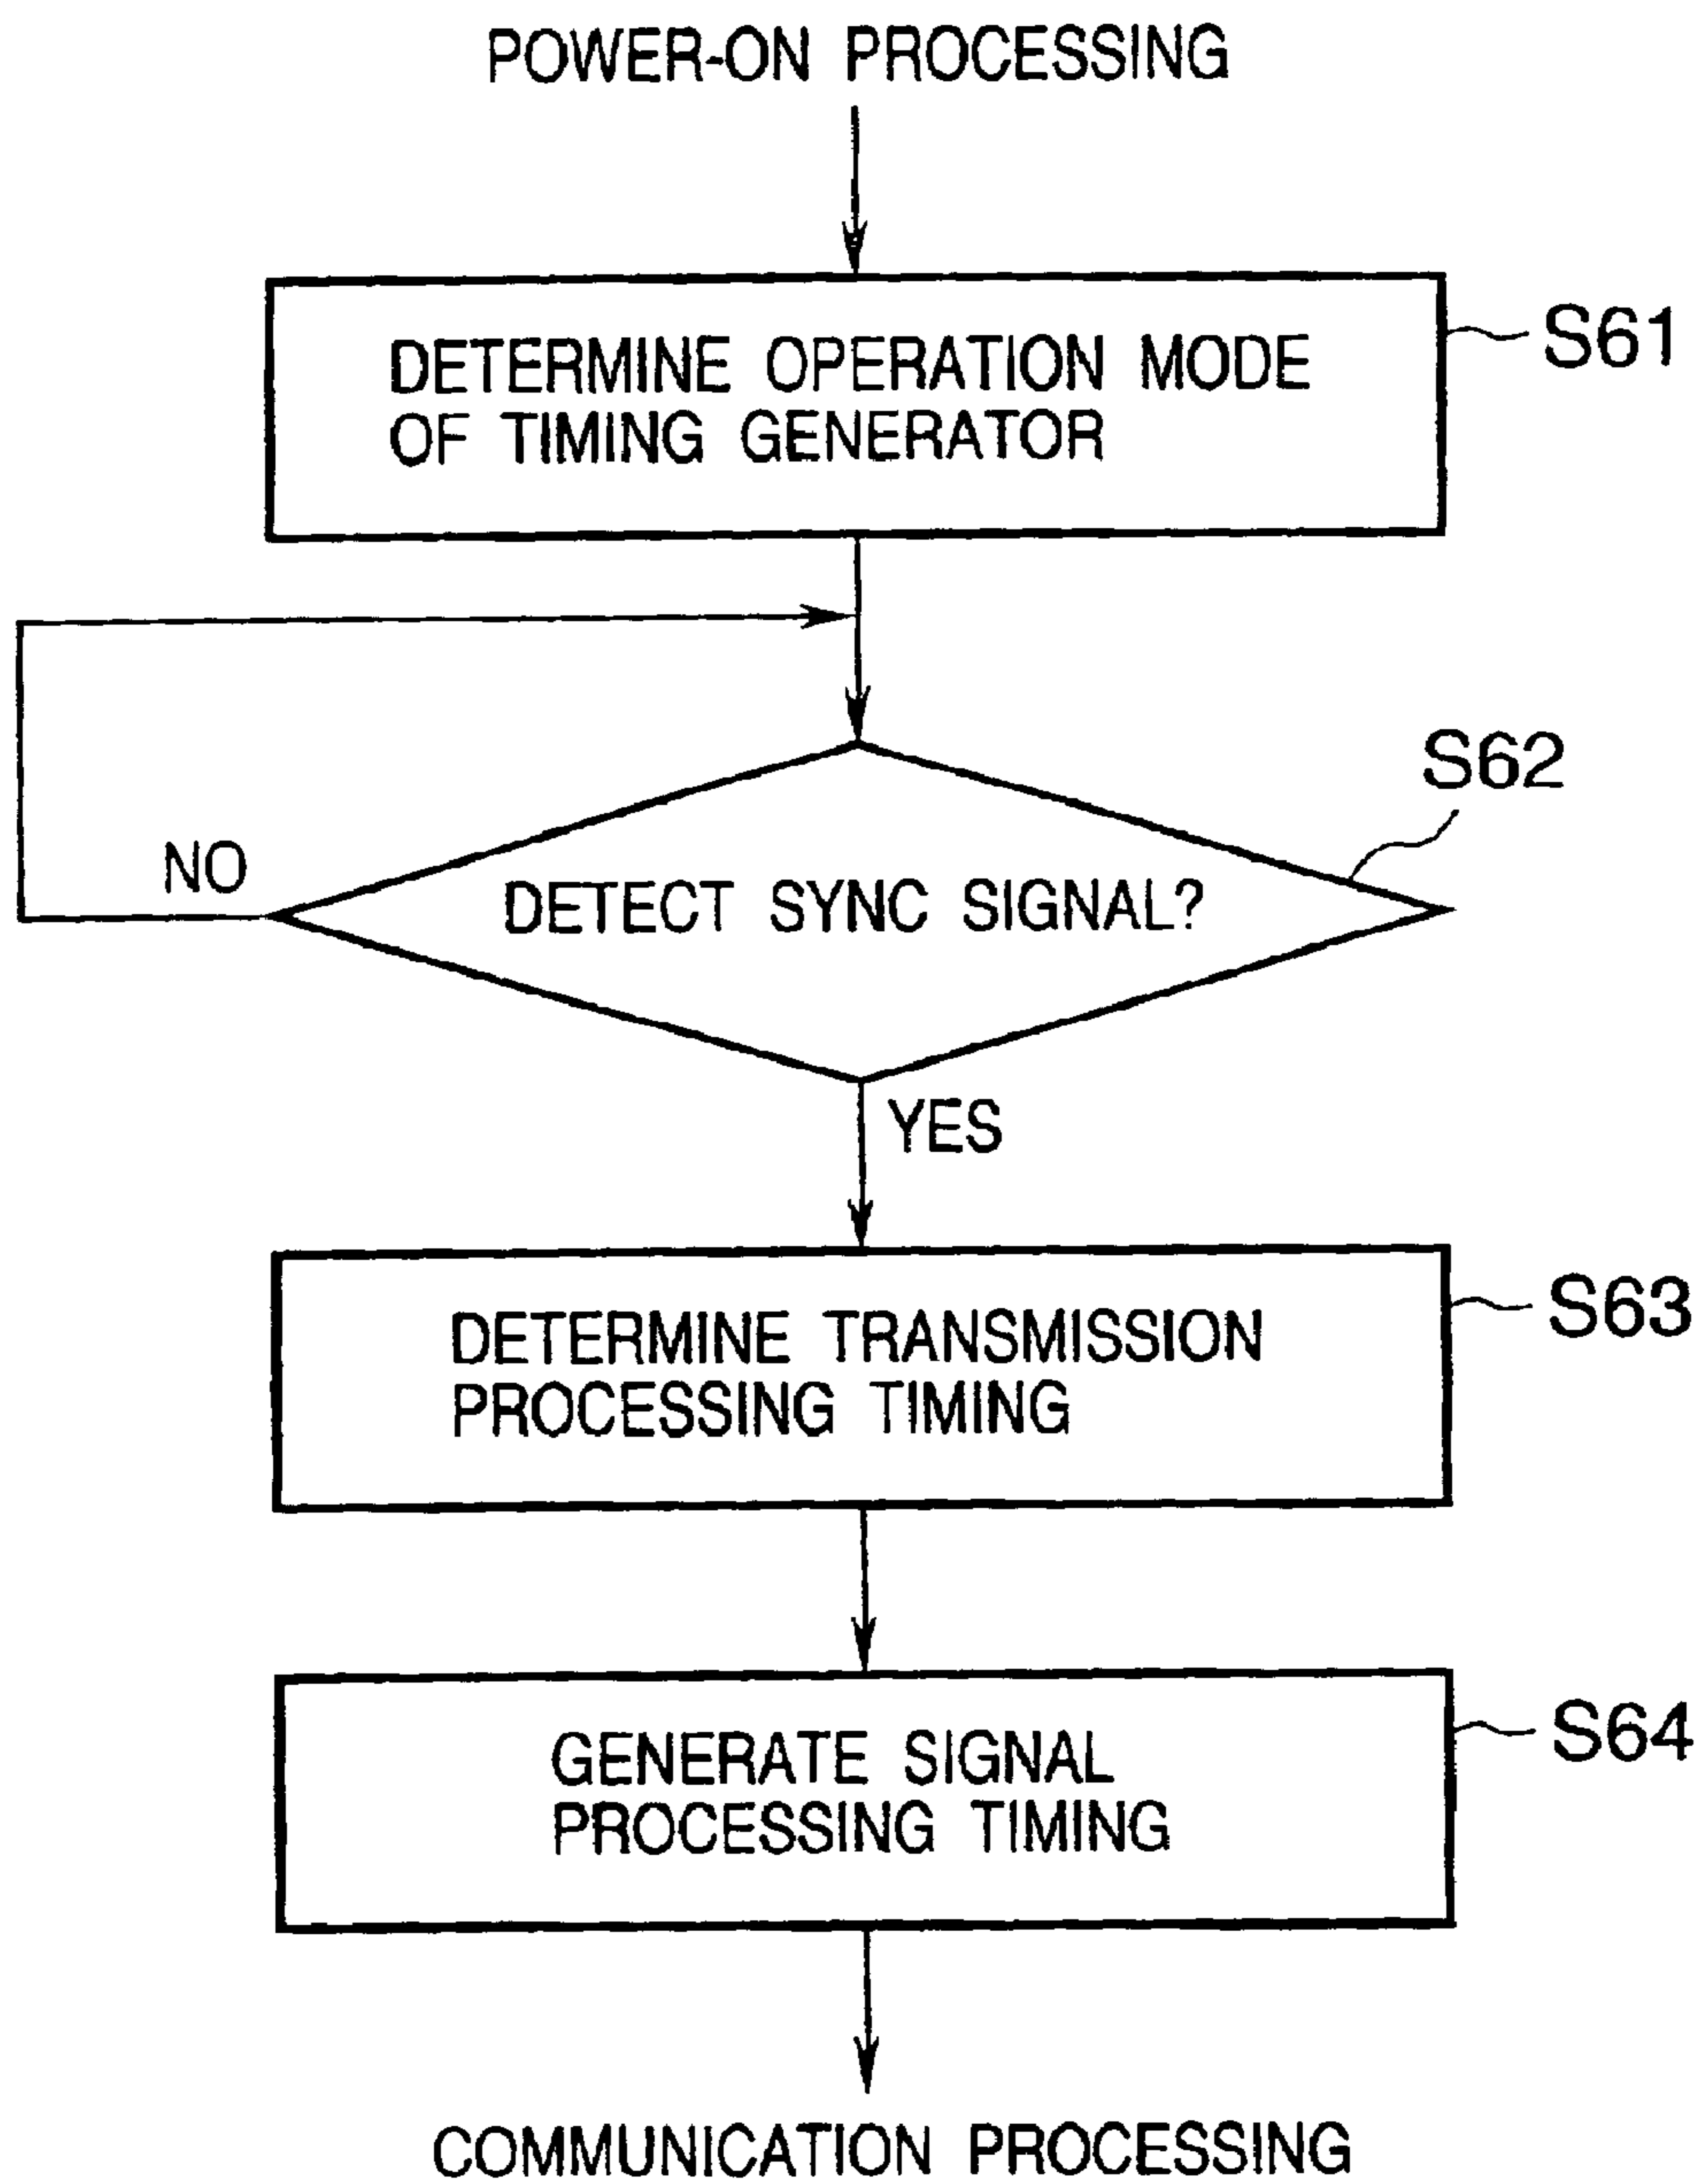 POWER-ON PROCESSING
DETERMINE OPERATION MODE
OF TIMING GENERATOR
S61
S62
NO
DETECT SYNC SIGNAL?
YES
DETERMINE TRANSMISSION
PROCESSING TIMING
S63
GENERATE SIGNAL
PROCESSING TIMING
S64
COMMUNICATION PROCESSING